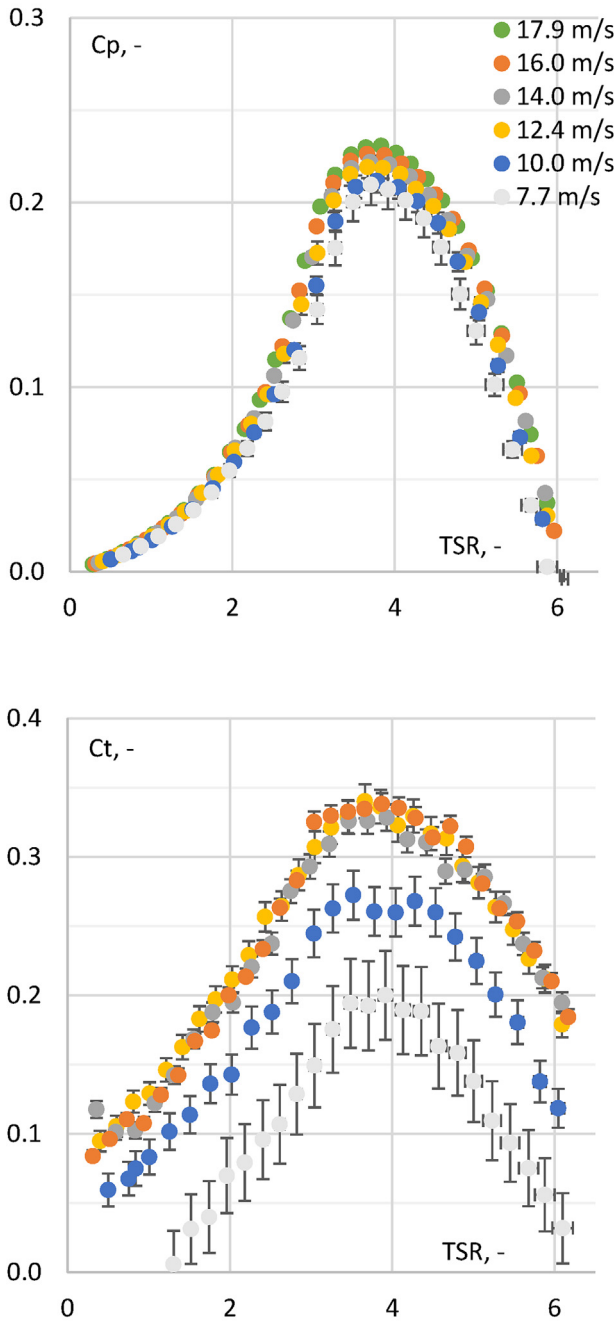 0.3
Cp, -
17.9 m/s
16.0 m/s
14.0 m/s
12.4 m/s
10.0 m/s
7.7 m/s
0.2
0.1
TSR, -
0.0
0 2 4 6
0.4
Ct, -
0.3
0.2
0.1
TSR, -
0.0
0 2 4 6